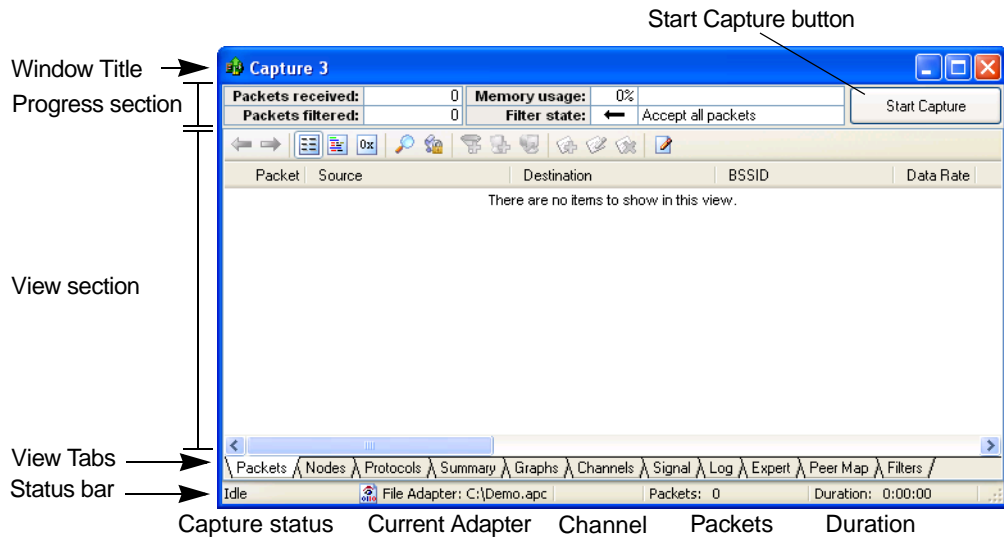 Start Capture button
Window Title
Capture 3
Progress section
Packets received: 0 Memory usage: 0%
Start Capture
Packets filtered: 0 Filter state: Accept all packets
0x
Packet Source Destination BSSID Data Rate
There are no items to show in this view.
View section
View Tabs
Packets Nodes Protocols Summary Graphs Channels Signal Log Expert Peer Map Filters
Status bar
Idle File Adapter: C:\Demo.apc Packets: 0 Duration: 0:00:00
Capture status Current Adapter Channel Packets Duration